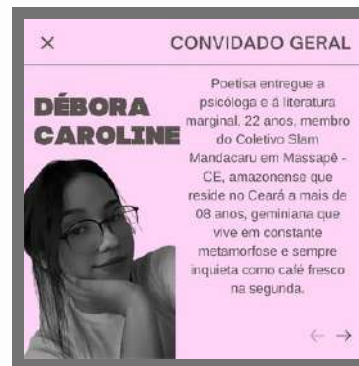 CONVIDADO GERAL
DÉBORA
CAROLINE
Poetisa entregue a
psicóloga e á literatura
marginal, 22 anos, membro
do Coletivo Slam
Mandacaru em Massapê -
CE, amazonense que
reside no Ceará a mais de
08 anos, geminiana que
vive em constante
metamorfose e sempre
inquieta como café fresco
na segunda.